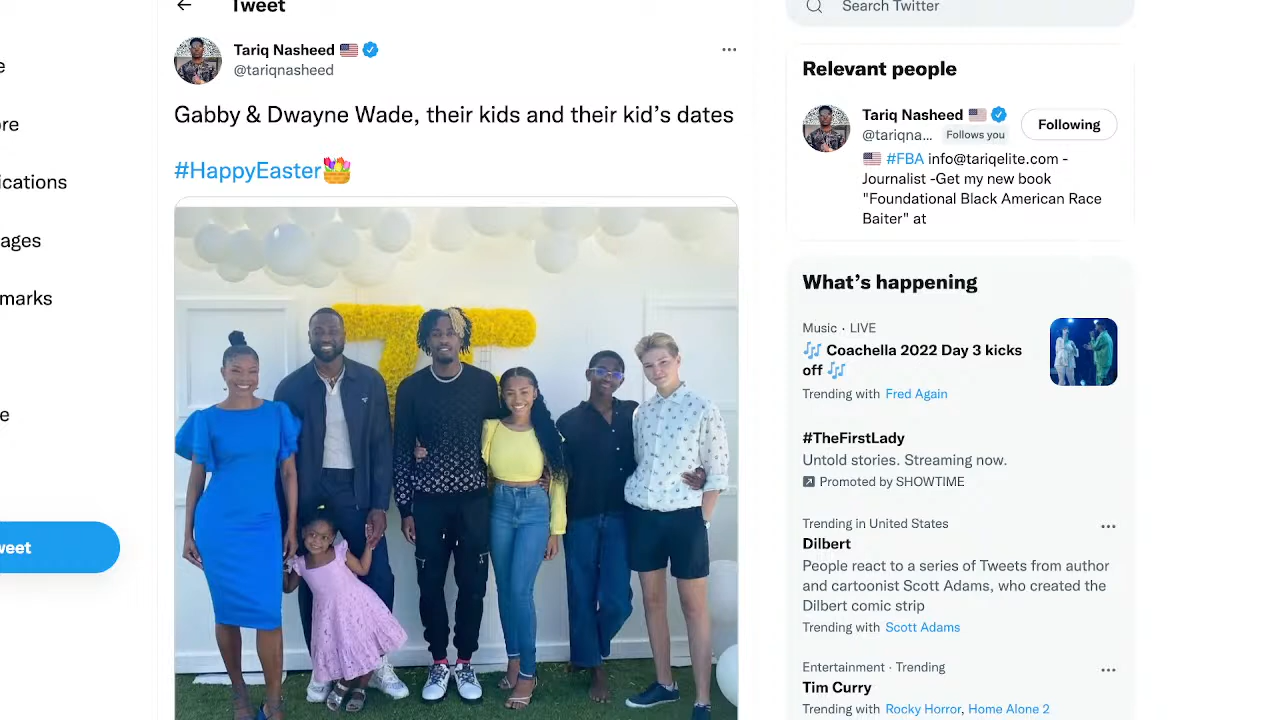 Tweet
Search Twitter
Tariq Nasheed 🇺🇸
@tariqnasheed
Gabby & Dwayne Wade, their kids and their kid’s dates
#HappyEaster
Relevant people
Tariq Nasheed 🇺🇸
@tariqna... Follows you
Following
🇺🇸 #FBA info@tariqelite.com -
Journalist -Get my new book
"Foundational Black American Race
Baiter" at
What’s happening
Music · LIVE
🎶 Coachella 2022 Day 3 kicks
off 🎶
Trending with Fred Again
#TheFirstLady
Untold stories. Streaming now.
Promoted by SHOWTIME
Trending in United States
Dilbert
People react to a series of Tweets from author
and cartoonist Scott Adams, who created the
Dilbert comic strip
Trending with Scott Adams
Entertainment · Trending
Tim Curry
Trending with Rocky Horror, Home Alone 2
e
ore
ications
ages
marks
e
weet